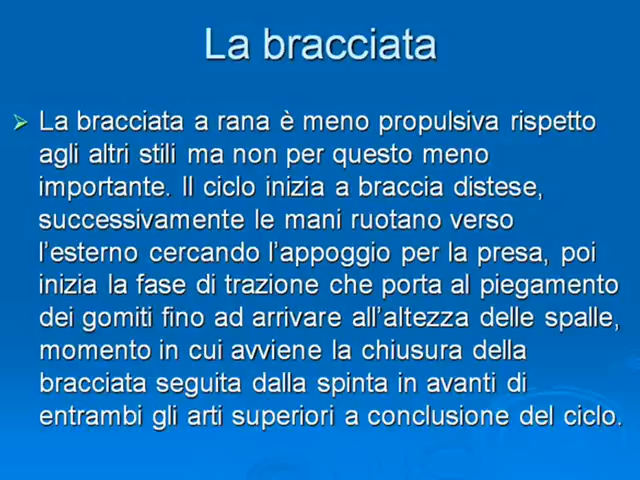 La bracciata
La bracciata a rana è meno propulsiva rispetto
agli altri stili ma non per questo meno
importante. Il ciclo inizia a braccia distese,
successivamente le mani ruotano verso
l'esterno cercando l'appoggio per la presa, poi
inizia la fase di trazione che porta al piegamento
dei gomiti fino ad arrivare all'altezza delle spalle,
momento in cui avviene la chiusura della
bracciata seguita dalla spinta in avanti di
entrambi gli arti superiori a conclusione del ciclo.